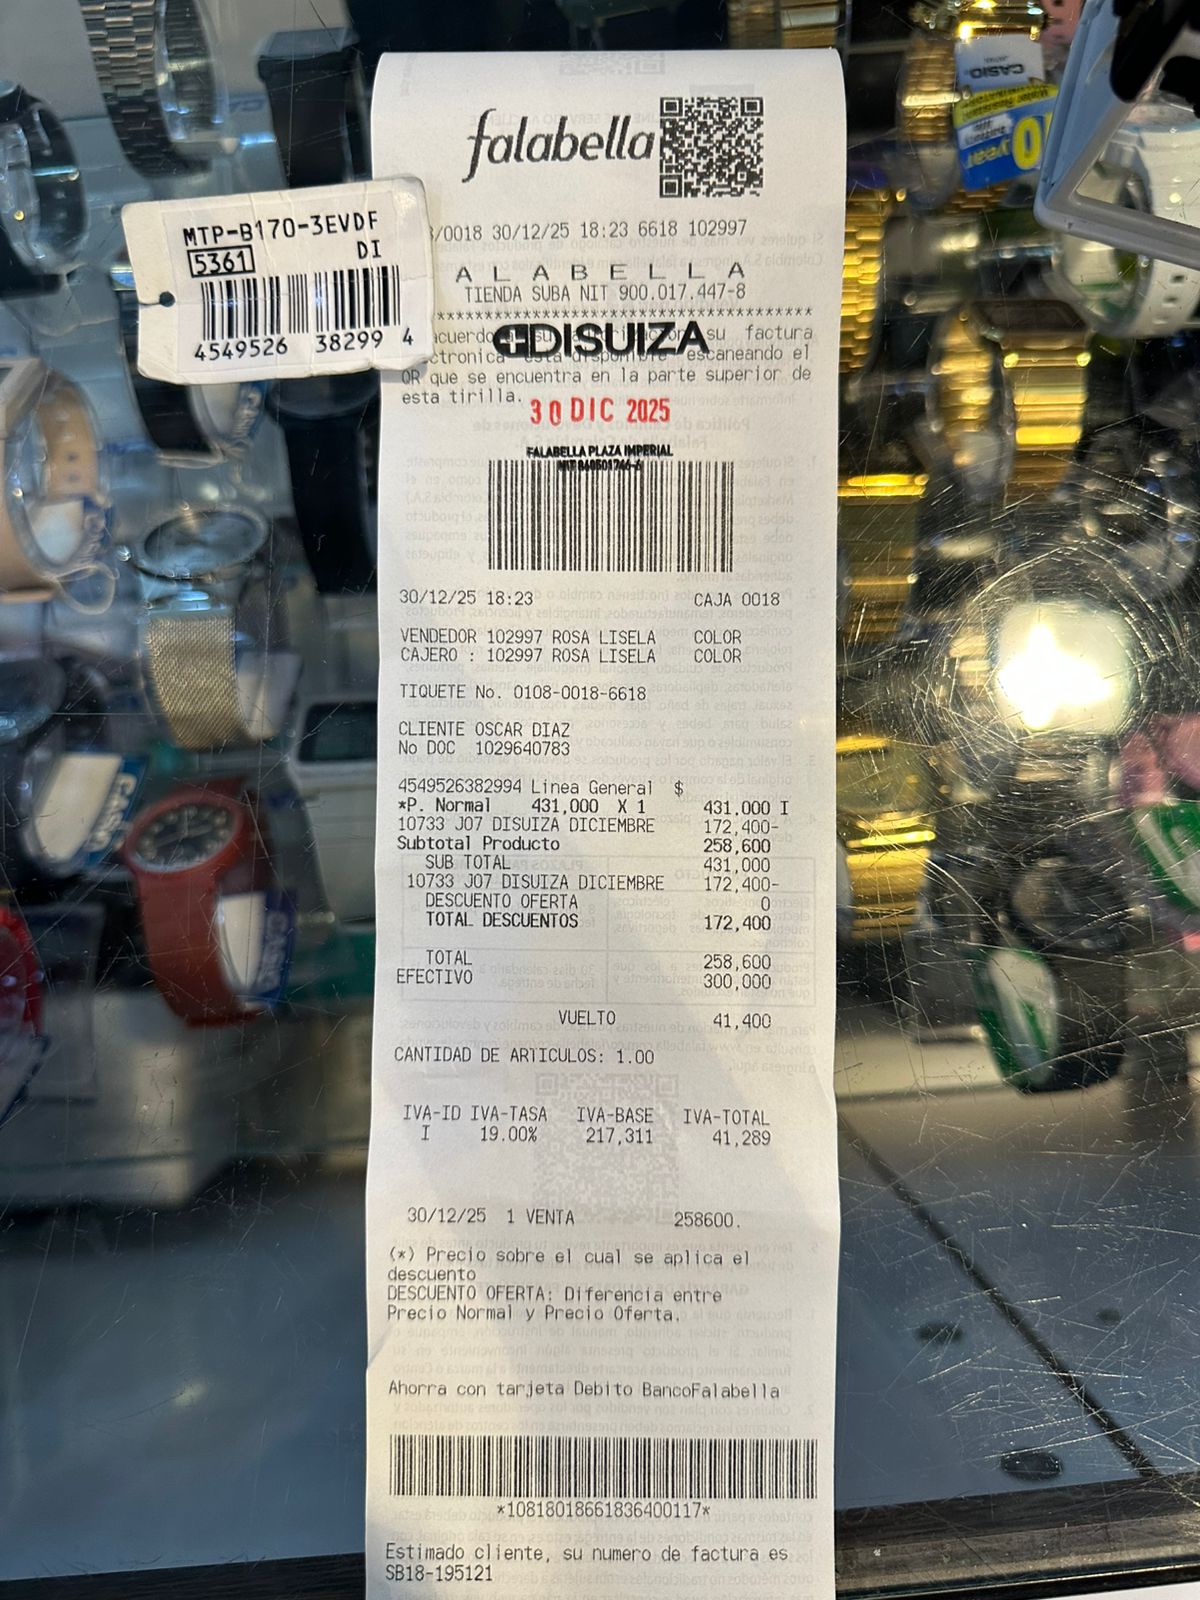 falabella
MTP-B170-3EVDF
5361 DI
4549526 38299 4
/0018 30/12/25 18:23 6618 102997
A L A B E L L A
TIENDA SUBA NIT 900.017.447-8
************************************
DISUIZA
su factura
escaneando el
QR que se encuentra en la parte superior de
esta tirilla.
30 DIC 2025
FALABELLA PLAZA IMPERIAL
30/12/25 18:23 CAJA 0018
VENDEDOR 102997 ROSA LISELA COLOR
CAJERO : 102997 ROSA LISELA COLOR
TIQUETE No. 0108-0018-6618
CLIENTE OSCAR DIAZ
No DOC 1029640783
4549526382994 Linea General $
*P. Normal 431,000 X 1 431,000 I
10733 J07 DISUIZA DICIEMBRE 172,400-
Subtotal Producto 258,600
SUB TOTAL 431,000
10733 J07 DISUIZA DICIEMBRE 172,400-
DESCUENTO OFERTA 0
TOTAL DESCUENTOS 172,400
TOTAL 258,600
EFECTIVO 300,000
VUELTO 41,400
CANTIDAD DE ARTICULOS: 1.00
IVA-ID IVA-TASA IVA-BASE IVA-TOTAL
I 19.00% 217,311 41,289
30/12/25 1 VENTA 258600.
(*) Precio sobre el cual se aplica el
descuento
DESCUENTO OFERTA: Diferencia entre
Precio Normal y Precio Oferta.
Ahorra con tarjeta Debito BancoFalabella
*10818018661836400117*
Estimado cliente, su numero de factura es
SB18-195121
CASIO